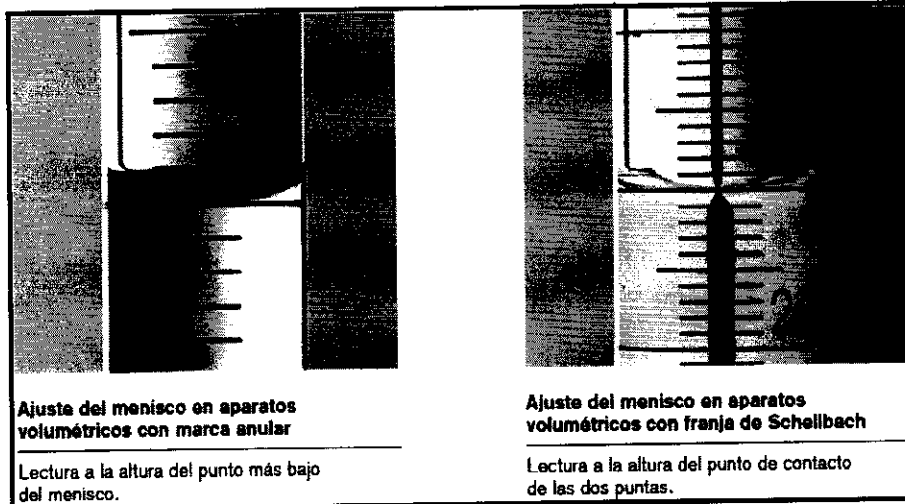 Ajuste del menisco en aparatos
volumétricos con marca anular
Lectura a la altura del punto más bajo
del menisco.
Ajuste del menisco en aparatos
volumétricos con franja de Schellbach
Lectura a la altura del punto de contacto
de las dos puntas.